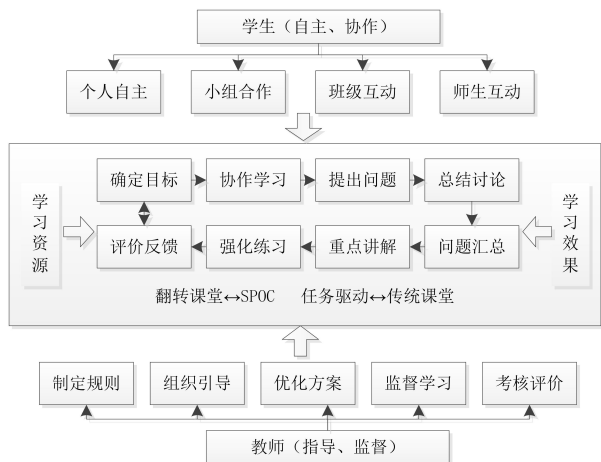 学生（自主、协作）
个人自主 小组合作 班级互动 师生互动
确定目标 协作学习 提出问题 总结讨论
学习资源
学习效果
评价反馈 强化练习 重点讲解 问题汇总
翻转课堂↔SPOC 任务驱动↔传统课堂
制定规则 组织引导 优化方案 监督学习 考核评价
教师（指导、监督）